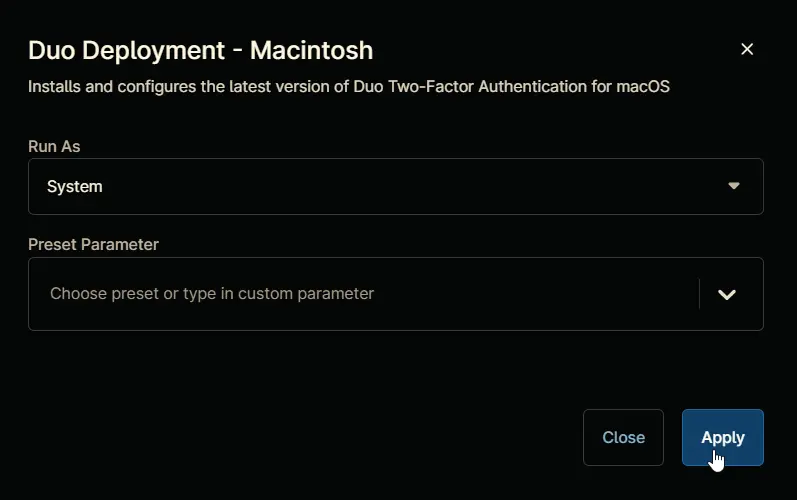 Duo Deployment - Macintosh
Installs and configures the latest version of Duo Two-Factor Authentication for macOS
Run As
System
Preset Parameter
Choose preset or type in custom parameter
Close
Apply